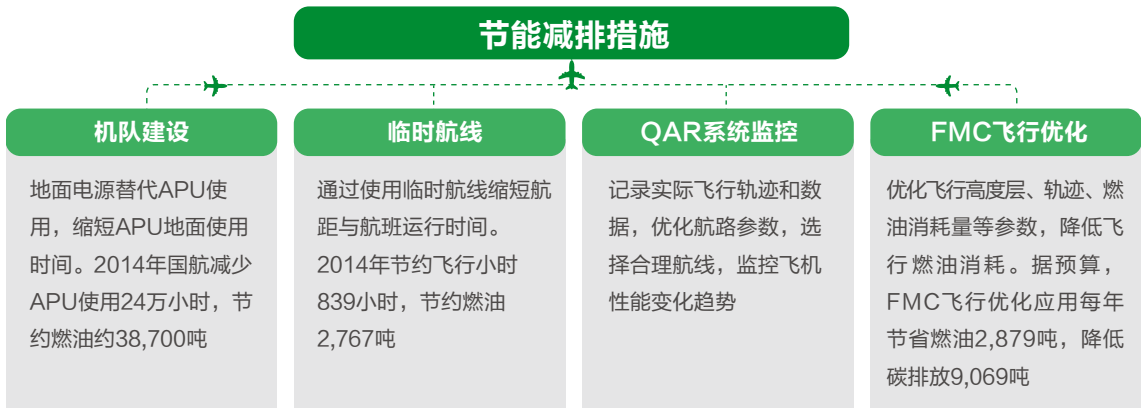 节能减排措施
机队建设
地面电源替代APU使
用，缩短APU地面使用
时间。2014年国航减少
APU使用24万小时，节
约燃油约38,700吨
临时航线
通过使用临时航线缩短航
距与航班运行时间。
2014年节约飞行小时
839小时，节约燃油
2,767吨
QAR系统监控
记录实际飞行轨迹和数
据，优化航路参数，选
择合理航线，监控飞机
性能变化趋势
FMC飞行优化
优化飞行高度层、轨迹、燃
油消耗量等参数，降低飞
行燃油消耗。据预算，
FMC飞行优化应用每年
节省燃油2,879吨，降低
碳排放9,069吨